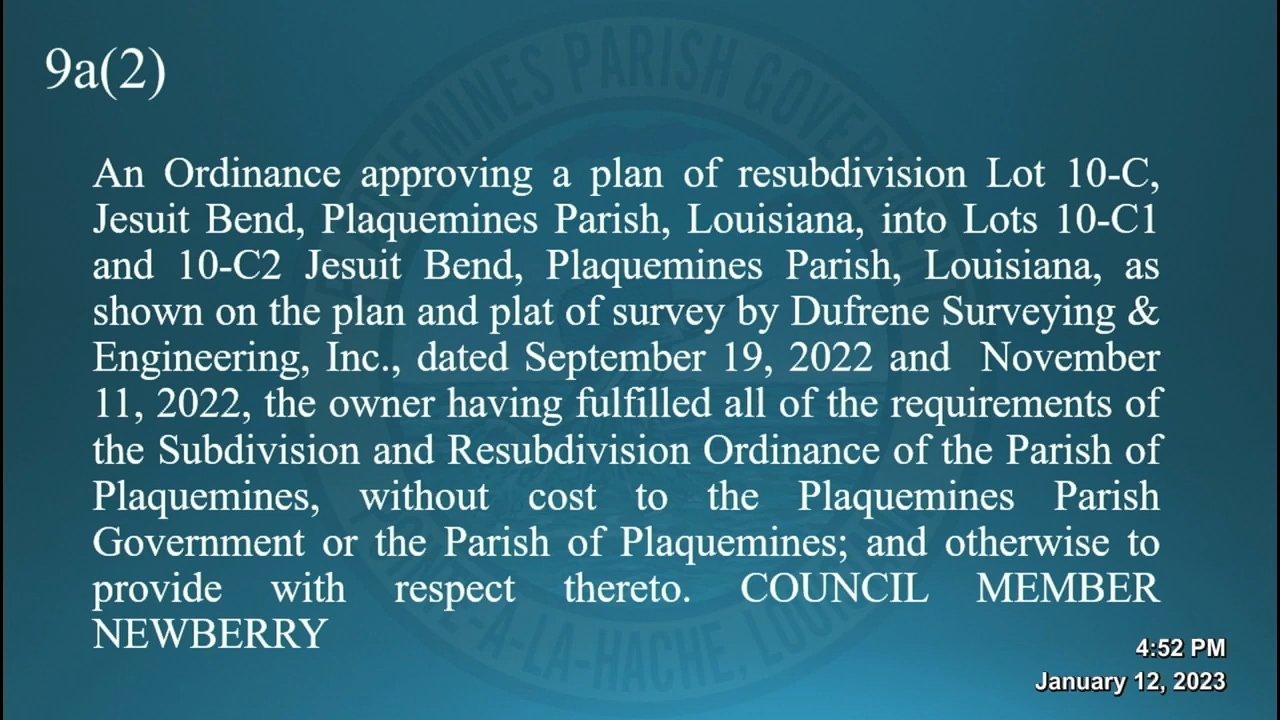 9a(2)
An Ordinance approving a plan of resubdivision Lot 10-C,
Jesuit Bend, Plaquemines Parish, Louisiana, into Lots 10-C1
and 10-C2 Jesuit Bend, Plaquemines Parish, Louisiana, as
shown on the plan and plat of survey by Dufrene Surveying &
Engineering, Inc., dated September 19, 2022 and November
11, 2022, the owner having fulfilled all of the requirements of
the Subdivision and Resubdivision Ordinance of the Parish of
Plaquemines, without cost to the Plaquemines Parish
Government or the Parish of Plaquemines; and otherwise to
provide with respect thereto. COUNCIL MEMBER
NEWBERRY
4:52 PM
January 12, 2023